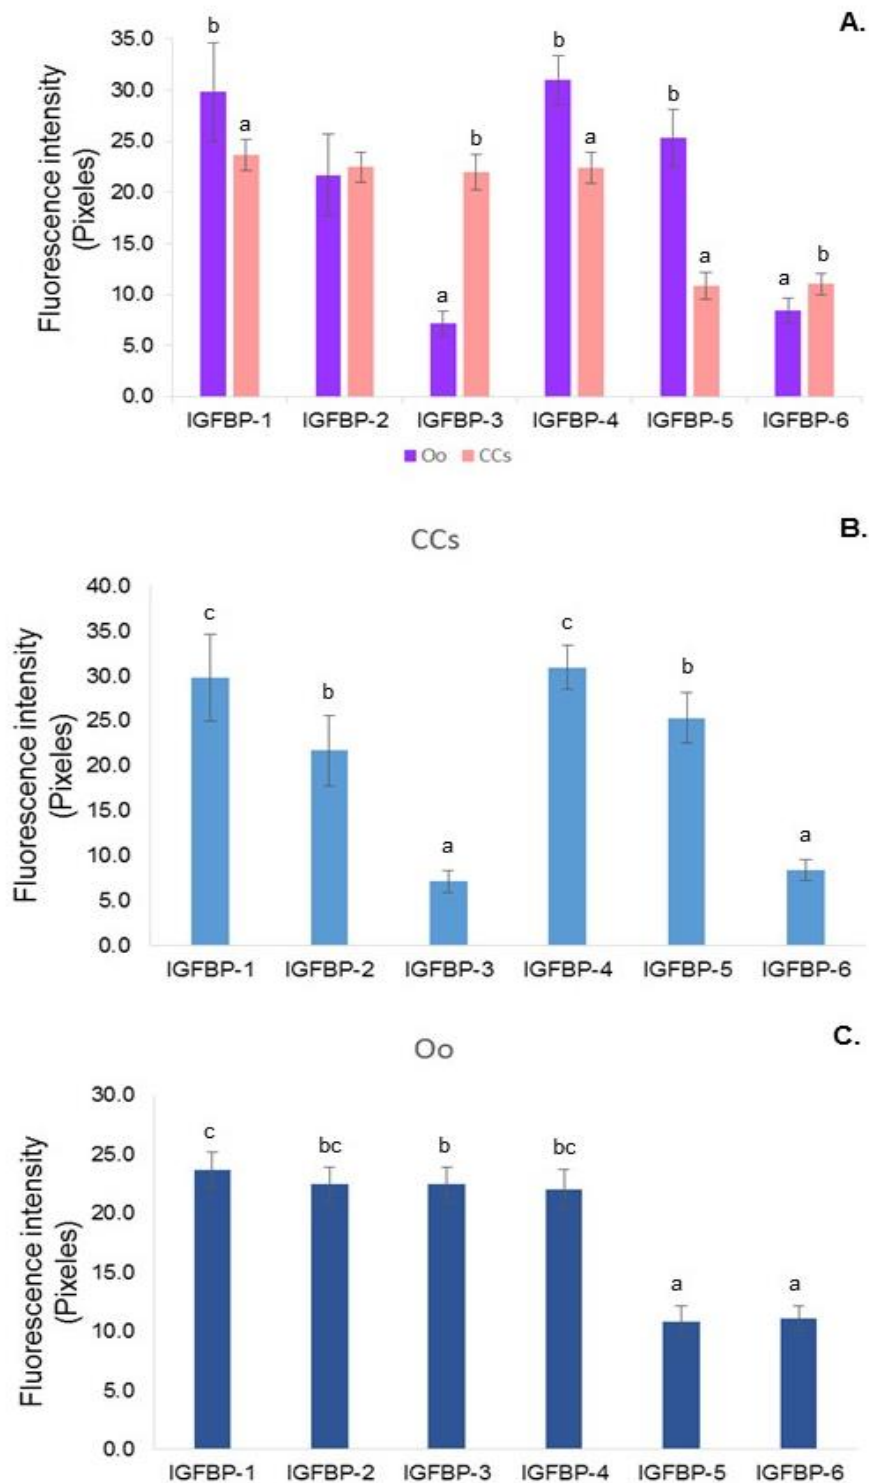 A.
Fluorescence intensity
(Pixeles)
35.0
30.0
25.0
20.0
15.0
10.0
5.0
0.0
b
a
a
b
b
a
b
a
a
b
IGFBP-1 IGFBP-2 IGFBP-3 IGFBP-4 IGFBP-5 IGFBP-6
Oo CCs
B.
CCs
Fluorescence intensity
(Pixeles)
40.0
35.0
30.0
25.0
20.0
15.0
10.0
5.0
0.0
c
b
a
c
b
a
IGFBP-1 IGFBP-2 IGFBP-3 IGFBP-4 IGFBP-5 IGFBP-6
C.
Oo
Fluorescence intensity
(Pixeles)
30.0
25.0
20.0
15.0
10.0
5.0
0.0
c
bc
b
bc
a
a
IGFBP-1 IGFBP-2 IGFBP-3 IGFBP-4 IGFBP-5 IGFBP-6